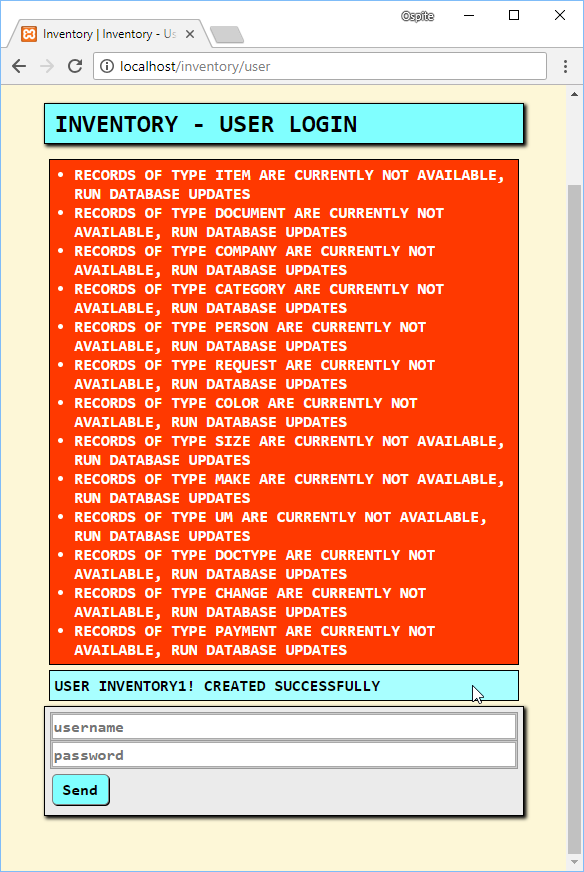 Ospite
Inventory | Inventory - Us
localhost/inventory/user
INVENTORY - USER LOGIN
• RECORDS OF TYPE ITEM ARE CURRENTLY NOT AVAILABLE,
RUN DATABASE UPDATES
• RECORDS OF TYPE DOCUMENT ARE CURRENTLY NOT
AVAILABLE, RUN DATABASE UPDATES
• RECORDS OF TYPE COMPANY ARE CURRENTLY NOT
AVAILABLE, RUN DATABASE UPDATES
• RECORDS OF TYPE CATEGORY ARE CURRENTLY NOT
AVAILABLE, RUN DATABASE UPDATES
• RECORDS OF TYPE PERSON ARE CURRENTLY NOT
AVAILABLE, RUN DATABASE UPDATES
• RECORDS OF TYPE REQUEST ARE CURRENTLY NOT
AVAILABLE, RUN DATABASE UPDATES
• RECORDS OF TYPE COLOR ARE CURRENTLY NOT
AVAILABLE, RUN DATABASE UPDATES
• RECORDS OF TYPE SIZE ARE CURRENTLY NOT AVAILABLE,
RUN DATABASE UPDATES
• RECORDS OF TYPE MAKE ARE CURRENTLY NOT AVAILABLE,
RUN DATABASE UPDATES
• RECORDS OF TYPE UM ARE CURRENTLY NOT AVAILABLE,
RUN DATABASE UPDATES
• RECORDS OF TYPE DOCTYPE ARE CURRENTLY NOT
AVAILABLE, RUN DATABASE UPDATES
• RECORDS OF TYPE CHANGE ARE CURRENTLY NOT
AVAILABLE, RUN DATABASE UPDATES
• RECORDS OF TYPE PAYMENT ARE CURRENTLY NOT
AVAILABLE, RUN DATABASE UPDATES
USER INVENTORY1! CREATED SUCCESSFULLY
username
password
Send